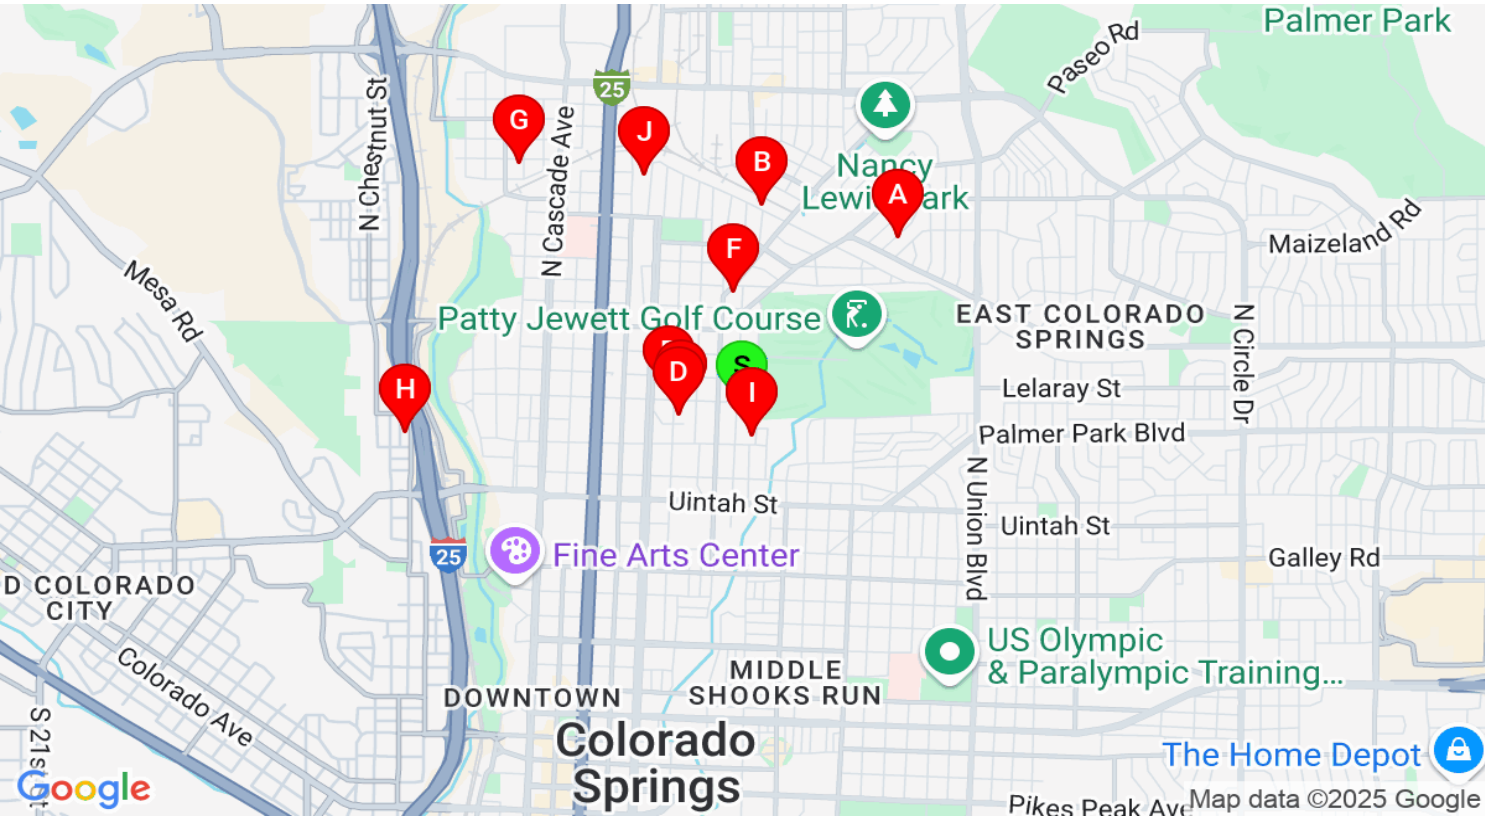 Palmer Park
Paseo Rd
N Chestnut St
25
G
N Cascade Ave
J
B
Nancy
A
Maizeland Rd
F
Mesa Rd
Patty Jewett Golf Course
EAST COLORADO
SPRINGS
N Circle Dr
S
D
I
H
Lelaray St
Palmer Park Blvd
N Union Blvd
Uintah St
Uintah St
25
Fine Arts Center
Galley Rd
COLORADO
CITY
Colorado Ave
US Olympic
& Paralympic Training...
MIDDLE
SHOOKS RUN
DOWNTOWN
Colorado
Springs
The Home Depot
Google
Pikes Peak Ave
Map data ©2025 Google